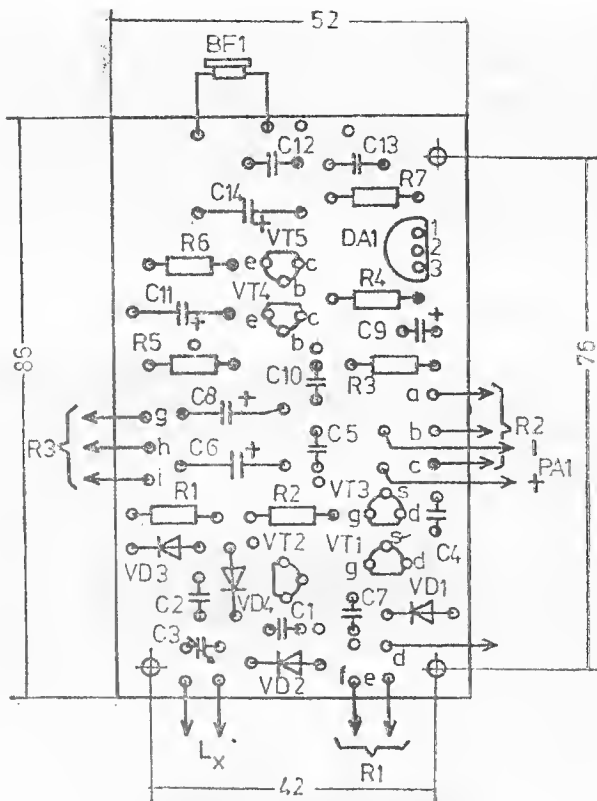 52
BF1
C12 C13
R7
C14
VT5 DA1 1
2
3
R6 e c
b
R4
C11 VT4
e c
b
C9
R5
C10 R3
86
76
a
C8
g
R3 h
i
b R2
C5
C6 c PA1
R1 R2 VT3 s
g d
C4
VD3 VT2 VT1 s
g d
VD4
C2 C1 C7 VD1
C3
d
VD2
f e
Lx R1
42